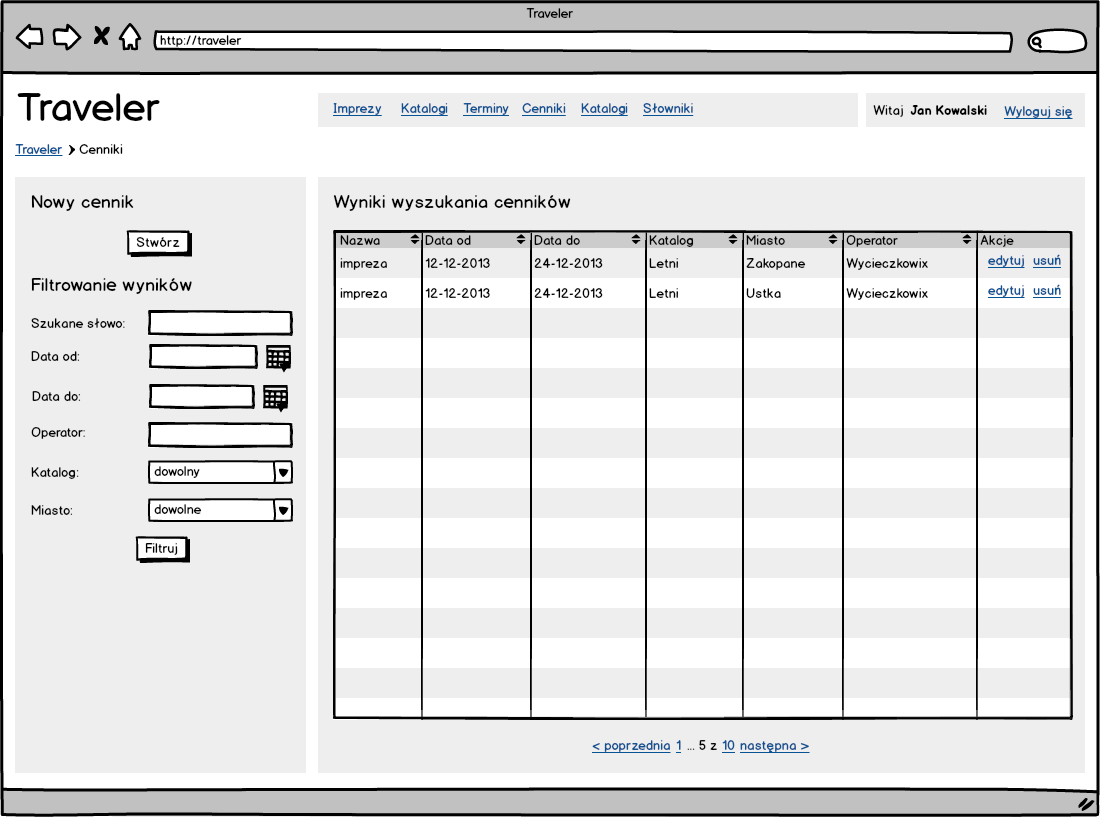 Traveler
http://traveler
Traveler
Imprezy Katalogi Terminy Cenniki Katalogi Słowniki
Witaj Jan Kowalski Wyloguj się
Traveler Cenniki
Nowy cennik
Stwórz
Filtrowanie wyników
Szukane słowo:
Data od:
Data do:
Operator:
Katalog: dowolny
Miasto: dowolne
Filtruj
Wyniki wyszukania cenników
Nazwa Data od Data do Katalog Miasto Operator Akcje
impreza 12-12-2013 24-12-2013 Letni Zakopane Wycieczkowix edytuj usuń
impreza 12-12-2013 24-12-2013 Letni Ustka Wycieczkowix edytuj usuń
< poprzednia 1 ... 5 z 10 następna >